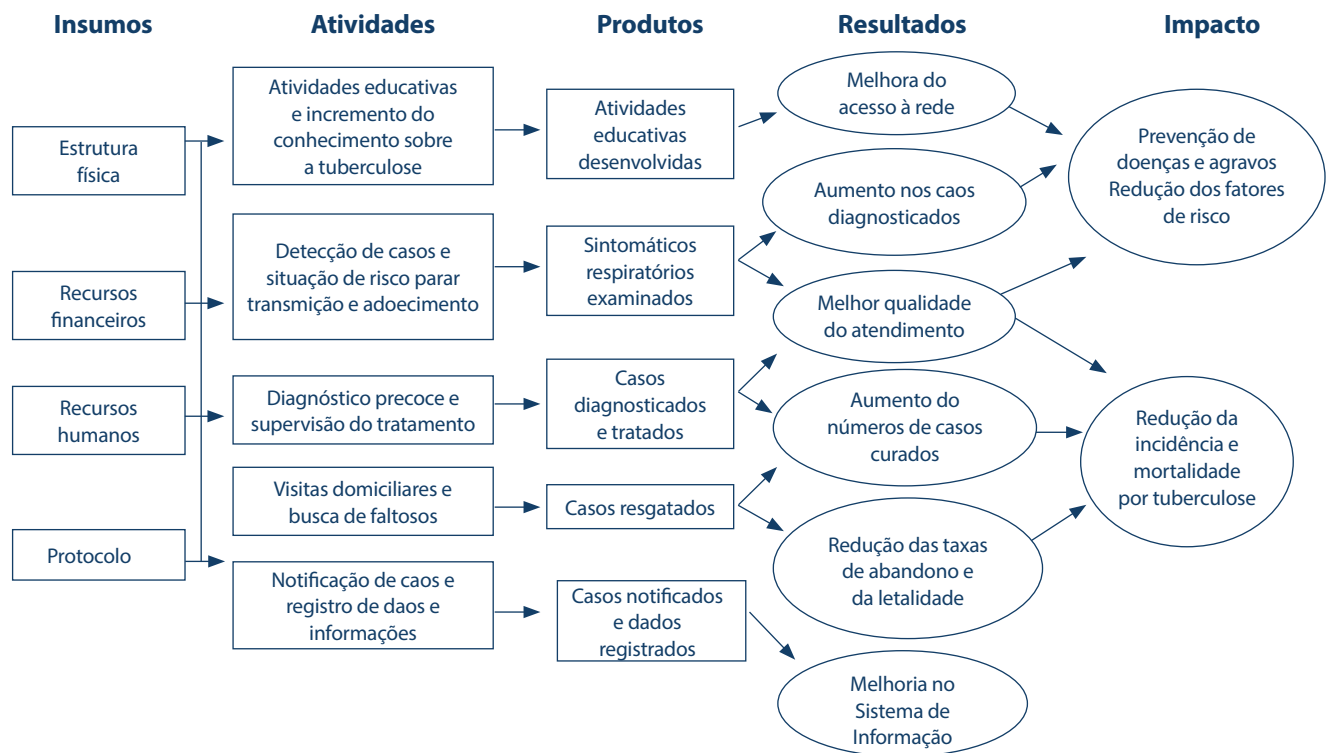 Insumos
Atividades
Produtos
Resultados
Impacto
Estrutura
física
Recursos
financeiros
Recursos
humanos
Protocolo
Atividades educativas
e incremento do
conhecimento sobre
a tuberculose
Detecção de casos e
situação de risco parar
transmição e adoecimento
Diagnóstico precoce e
supervisão do tratamento
Visitas domiciliares e
busca de faltosos
Notificação de caos e
registro de daos e
informações
Atividades
educativas
desenvolvidas
Sintomáticos
respiratórios
examinados
Casos
diagnosticados
e tratados
Casos resgatados
Casos notificados
e dados
registrados
Melhora do
acesso à rede
Aumento nos caos
diagnosticados
Melhor qualidade
do atendimento
Aumento do
números de casos
curados
Redução das taxas
de abandono e
da letalidade
Melhoria no
Sistema de
Informação
Prevenção de
doenças e agravos
Redução dos fatores
de risco
Redução da
incidência e
mortalidade
por tuberculose